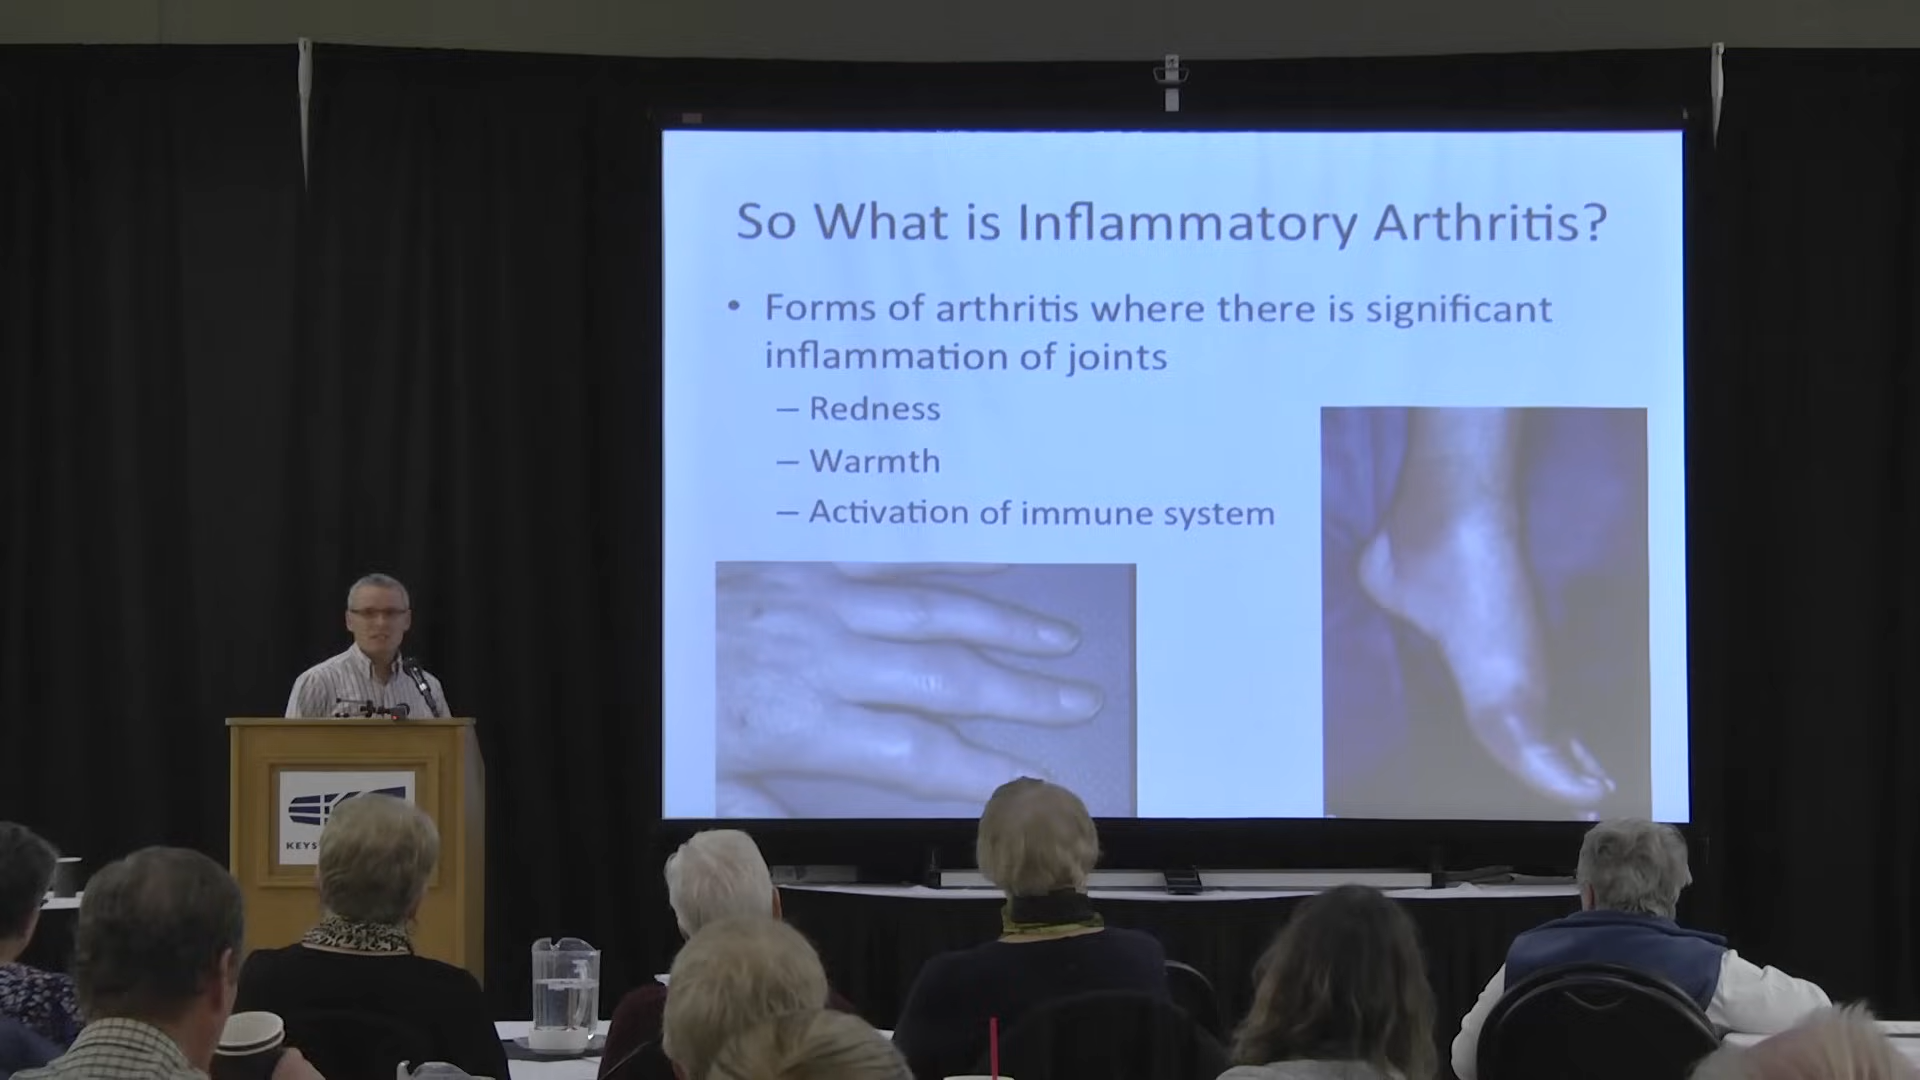 So What is Inflammatory Arthritis?
• Forms of arthritis where there is significant
inflammation of joints
– Redness
– Warmth
– Activation of immune system